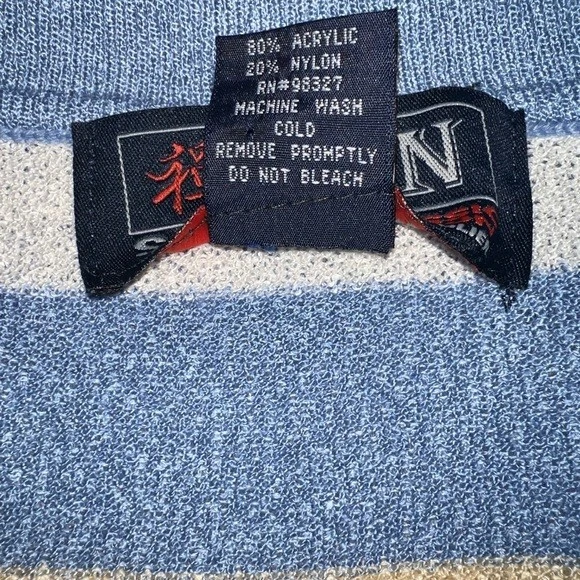 80% ACRYLIC
20% NYLON
RN#98327
MACHINE WASH
COLD
REMOVE PROMPTLY
DO NOT BLEACH
N